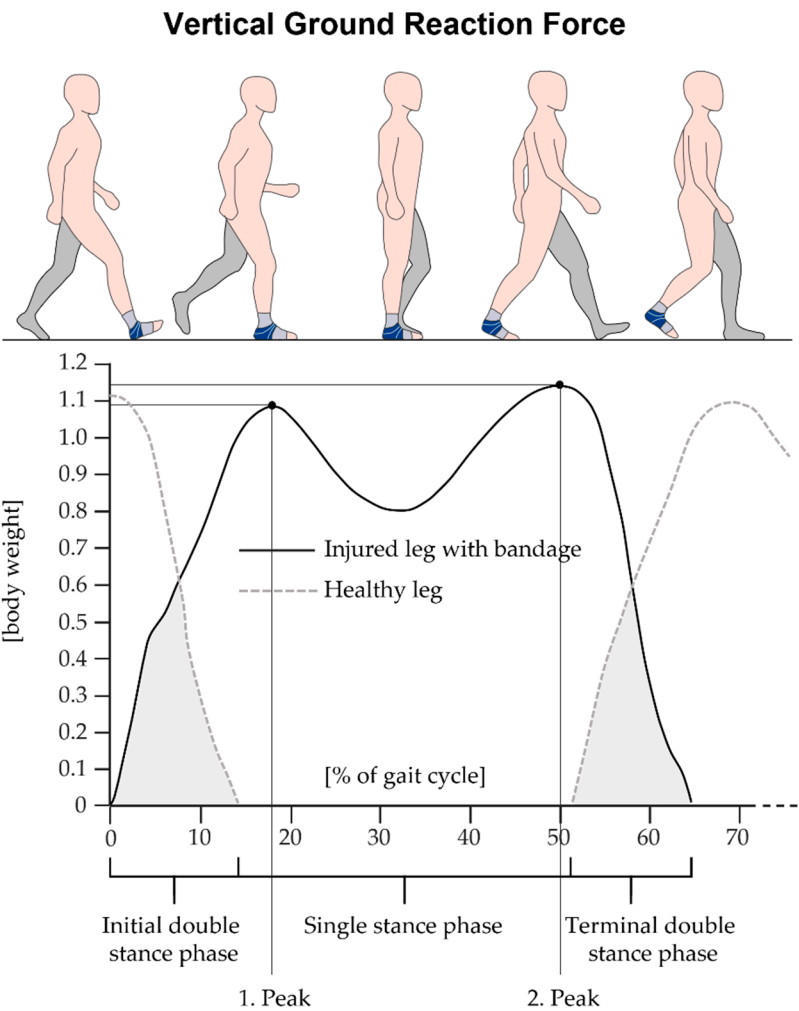 Vertical Ground Reaction Force
1.2
1.1
1.0
0.9
0.8
0.7
0.6
0.5
0.4
0.3
0.2
0.1
0
[body weight]
Injured leg with bandage
Healthy leg
[% of gait cycle]
0 10 20 30 40 50 60 70
Initial double
stance phase
Single stance phase
Terminal double
stance phase
1. Peak
2. Peak